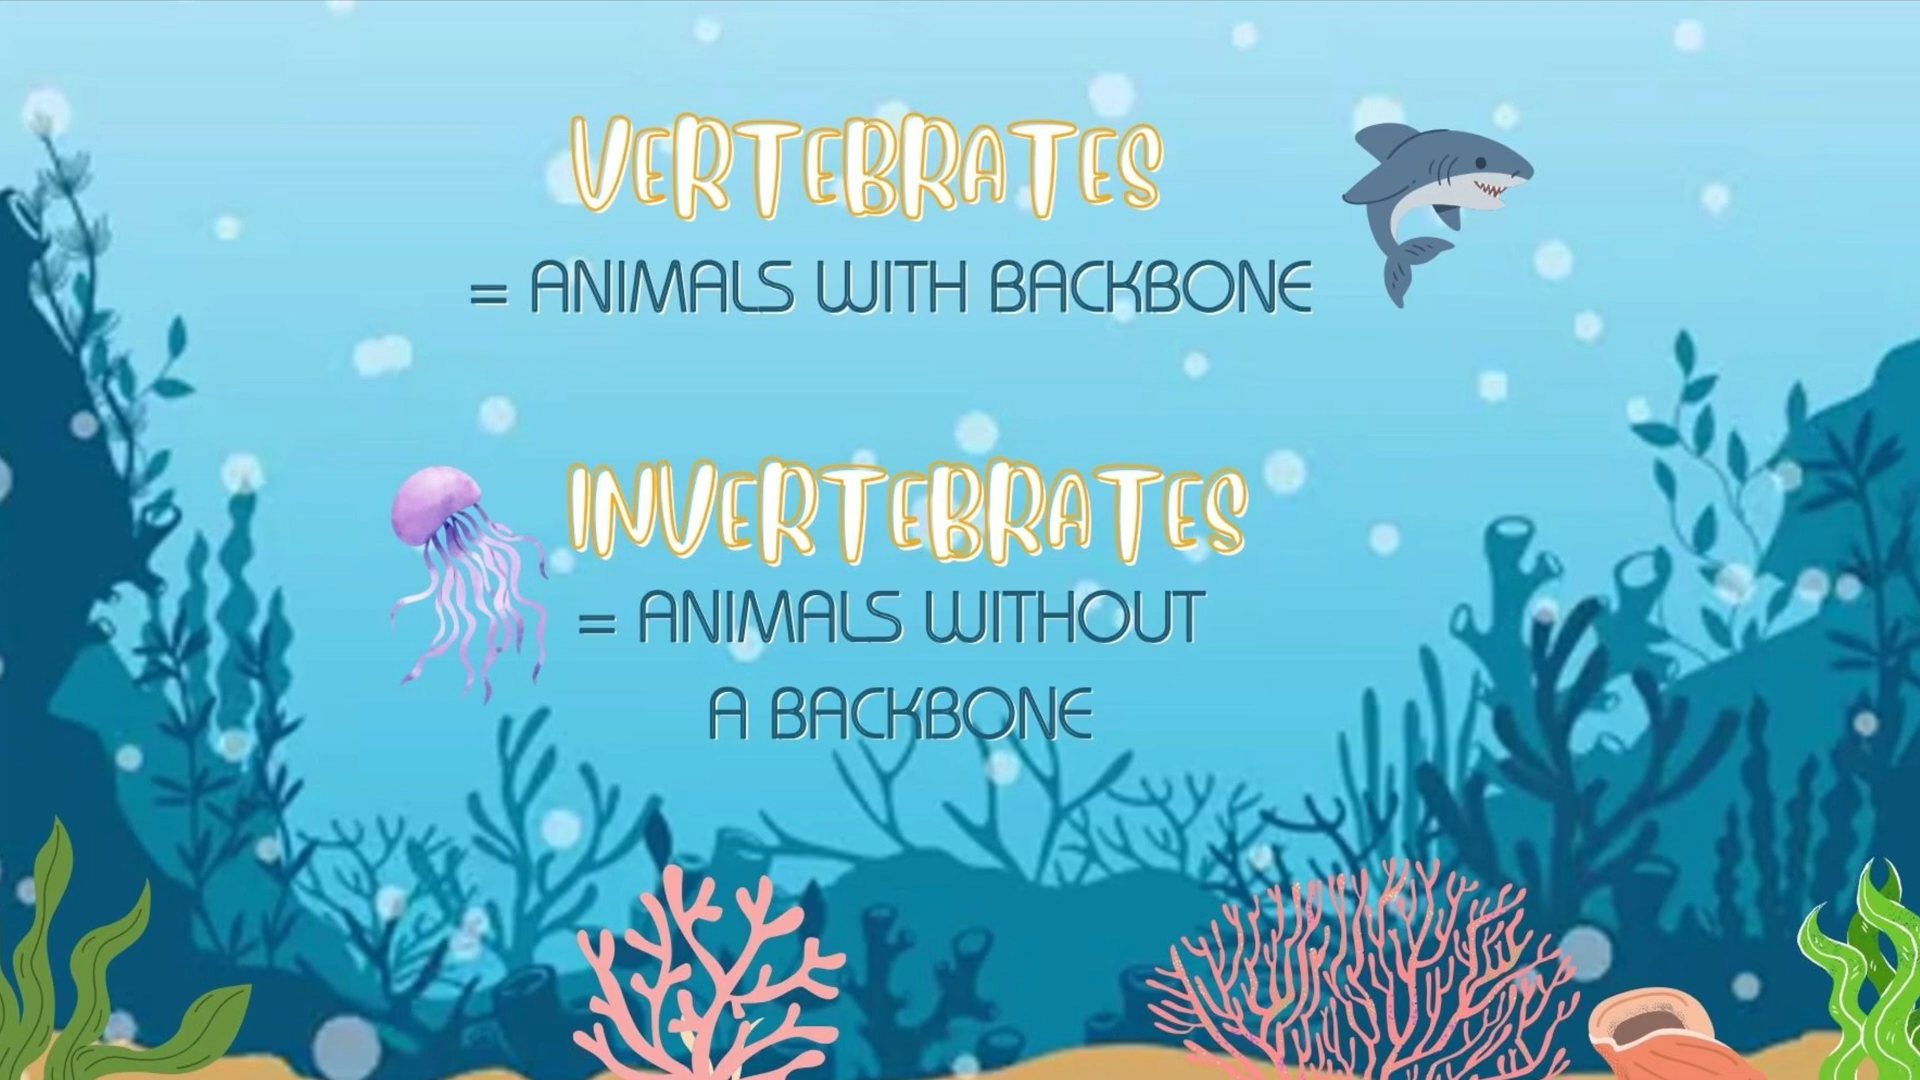 VERTEBRATES
= ANIMALS WITH BACKBONE
INVERTEBRATES
= ANIMALS WITHOUT
A BACKBONE